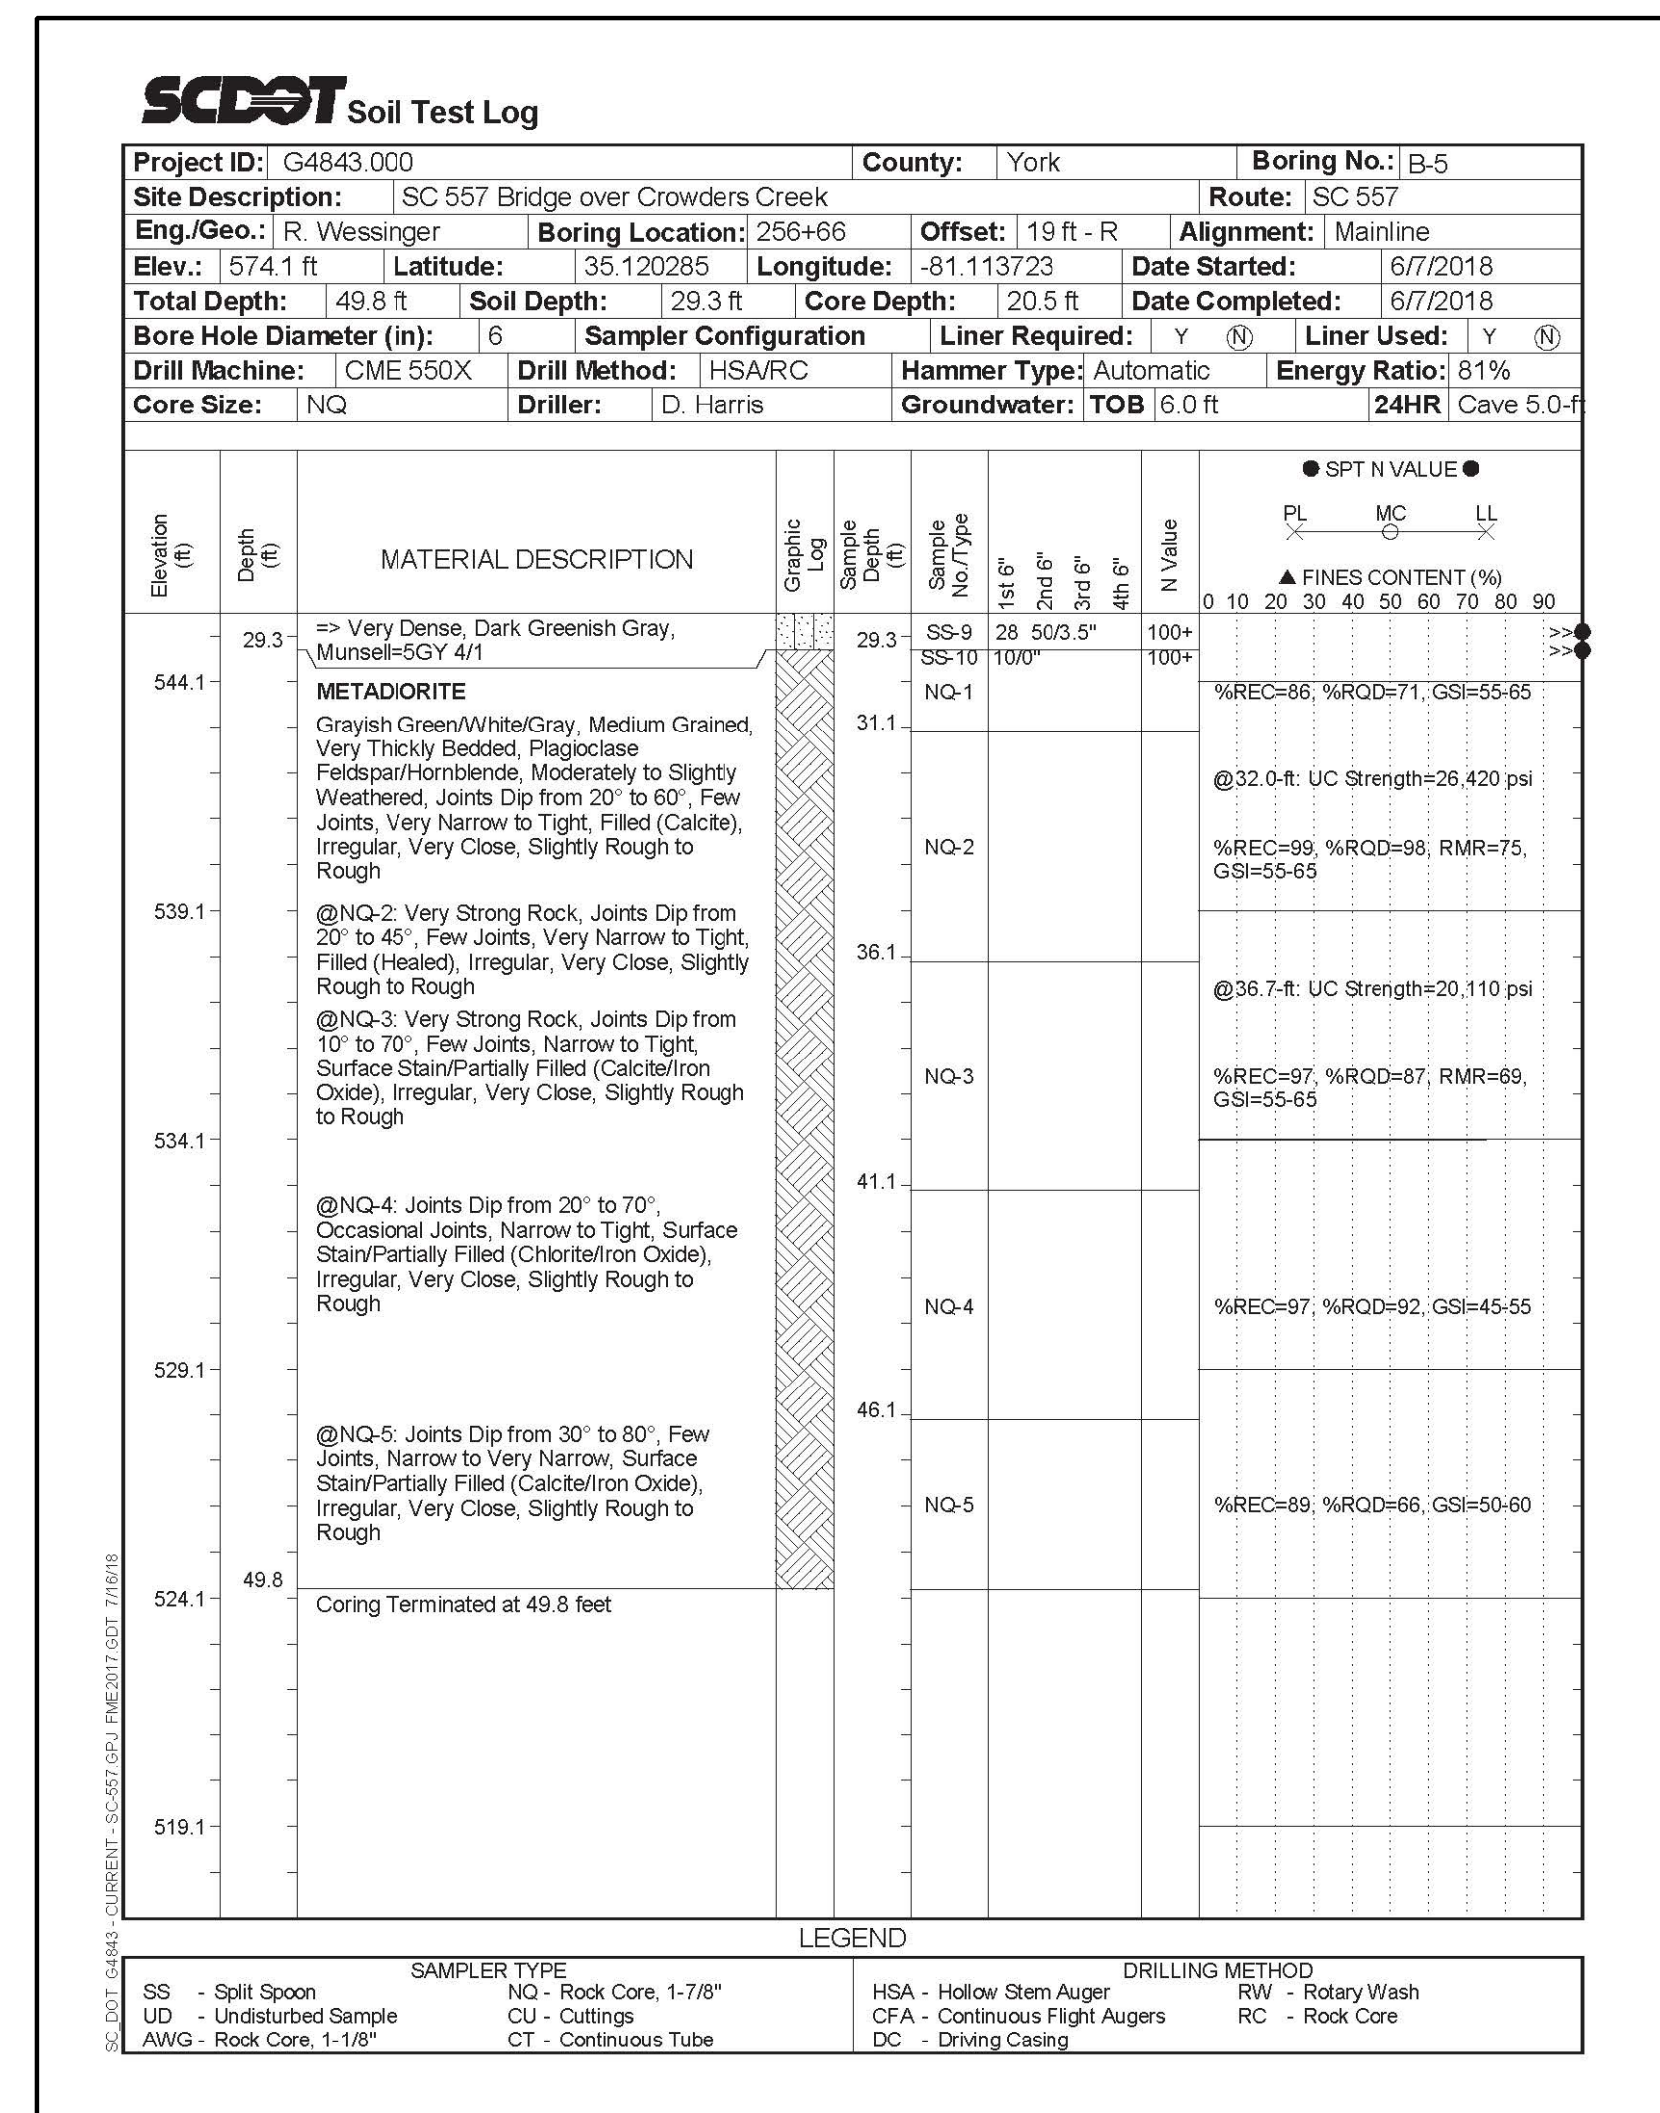 SCDOT Soil Test Log
Project ID: G4843.000 County: York Boring No.: B-5
Site Description: SC 557 Bridge over Crowders Creek Route: SC 557
Eng./Geo.: R. Wessinger Boring Location: 256+66 Offset: 19 ft - R Alignment: Mainline
Elev.: 574.1 ft Latitude: 35.120285 Longitude: -81.113723 Date Started: 6/7/2018
Total Depth: 49.8 ft Soil Depth: 29.3 ft Core Depth: 20.5 ft Date Completed: 6/7/2018
Bore Hole Diameter (in): 6 Sampler Configuration Liner Required: Y N Liner Used: Y N
Drill Machine: CME 550X Drill Method: HSA/RC Hammer Type: Automatic Energy Ratio: 81%
Core Size: NQ Driller: D. Harris Groundwater: TOB 6.0 ft 24HR Cave 5.0-ft
Elevation (ft)
Depth (ft)
MATERIAL DESCRIPTION
Graphic Log
Sample Depth (ft)
Sample No./Type
1st 6"
2nd 6"
3rd 6"
4th 6"
N Value
● SPT N VALUE ●
PL MC LL
▲ FINES CONTENT (%)
0 10 20 30 40 50 60 70 80 90
=> Very Dense, Dark Greenish Gray,
29.3 29.3 SS-9 28 50/3.5" 100+ >>●
Munsell=5GY 4/1
SS-10 10/0" 100+ >>●
544.1 METADIORITE NQ-1 %REC=86, %RQD=71, GSI=55-65
Grayish Green/White/Gray, Medium Grained, 31.1
Very Thickly Bedded, Plagioclase
Feldspar/Hornblende, Moderately to Slightly @32.0-ft: UC Strength=26,420 psi
Weathered, Joints Dip from 20° to 60°, Few
Joints, Very Narrow to Tight, Filled (Calcite),
Irregular, Very Close, Slightly Rough to NQ-2 %REC=99, %RQD=98, RMR=75,
Rough GSI=55-65
539.1 @NQ-2: Very Strong Rock, Joints Dip from
20° to 45°, Few Joints, Very Narrow to Tight, 36.1
Filled (Healed), Irregular, Very Close, Slightly
Rough to Rough @36.7-ft: UC Strength=20,110 psi
@NQ-3: Very Strong Rock, Joints Dip from
10° to 70°, Few Joints, Narrow to Tight,
Surface Stain/Partially Filled (Calcite/Iron NQ-3 %REC=97, %RQD=87, RMR=69,
Oxide), Irregular, Very Close, Slightly Rough GSI=55-65
to Rough
534.1
41.1
@NQ-4: Joints Dip from 20° to 70°,
Occasional Joints, Narrow to Tight, Surface
Stain/Partially Filled (Chlorite/Iron Oxide),
Irregular, Very Close, Slightly Rough to
Rough NQ-4 %REC=97, %RQD=92, GSI=45-55
529.1
46.1
@NQ-5: Joints Dip from 30° to 80°, Few
Joints, Narrow to Very Narrow, Surface
Stain/Partially Filled (Calcite/Iron Oxide),
Irregular, Very Close, Slightly Rough to NQ-5 %REC=89, %RQD=66, GSI=50-60
Rough
49.8
524.1 Coring Terminated at 49.8 feet
519.1
SC_DOT G4843 - CURRENT - SC-557.GPJ FME2017.GDT 7/16/18
LEGEND
SAMPLER TYPE DRILLING METHOD
SS - Split Spoon NQ - Rock Core, 1-7/8" HSA - Hollow Stem Auger RW - Rotary Wash
UD - Undisturbed Sample CU - Cuttings CFA - Continuous Flight Augers RC - Rock Core
AWG - Rock Core, 1-1/8" CT - Continuous Tube DC - Driving Casing